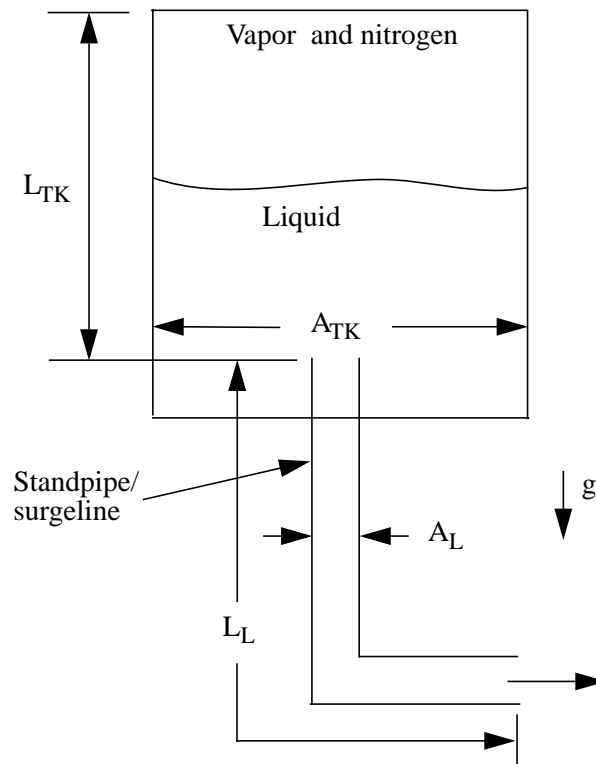 Vapor and nitrogen
L_TK
Liquid
A_TK
Standpipe/
surgeline
g
A_L
L_L